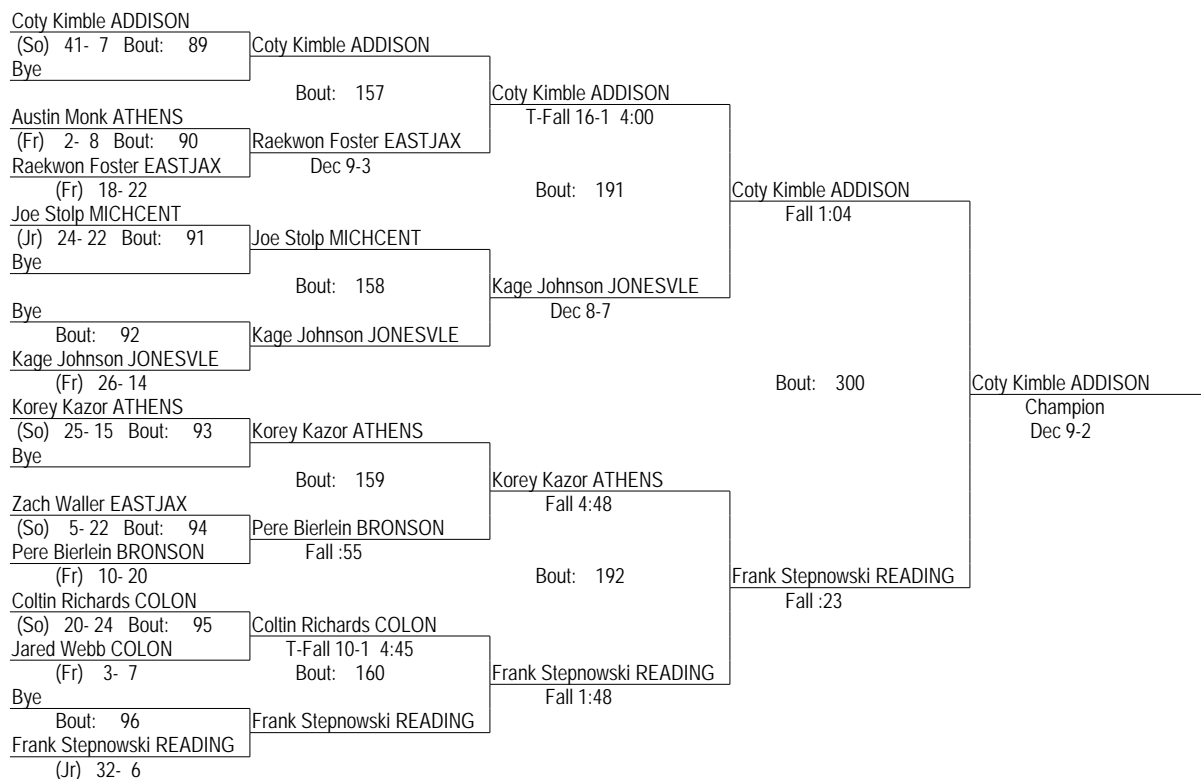 Coty Kimble ADDISON
(So) 41- 7 Bout: 89
Bye
Austin Monk ATHENS
(Fr) 2- 8 Bout: 90
Raekwon Foster EASTJAX
(Fr) 18- 22
Joe Stolp MICHCENT
(Jr) 24- 22 Bout: 91
Bye
Bye
Bout: 92
Kage Johnson JONESVLE
(Fr) 26- 14
Korey Kazor ATHENS
(So) 25- 15 Bout: 93
Bye
Zach Waller EASTJAX
(So) 5- 22 Bout: 94
Pere Bierlein BRONSON
(Fr) 10- 20
Coltin Richards COLON
(So) 20- 24 Bout: 95
Jared Webb COLON
(Fr) 3- 7
Bye
Bout: 96
Frank Stepnowski READING
(Jr) 32- 6
Coty Kimble ADDISON
Bout: 157
Raekwon Foster EASTJAX
Dec 9-3
Joe Stolp MICHCENT
Bout: 158
Kage Johnson JONESVLE
Korey Kazor ATHENS
Bout: 159
Pere Bierlein BRONSON
Fall :55
Coltin Richards COLON
T-Fall 10-1 4:45
Bout: 160
Frank Stepnowski READING
Coty Kimble ADDISON
T-Fall 16-1 4:00
Bout: 191
Kage Johnson JONESVLE
Dec 8-7
Korey Kazor ATHENS
Fall 4:48
Bout: 192
Frank Stepnowski READING
Fall 1:48
Coty Kimble ADDISON
Fall 1:04
Bout: 300
Frank Stepnowski READING
Fall :23
Coty Kimble ADDISON
Champion
Dec 9-2